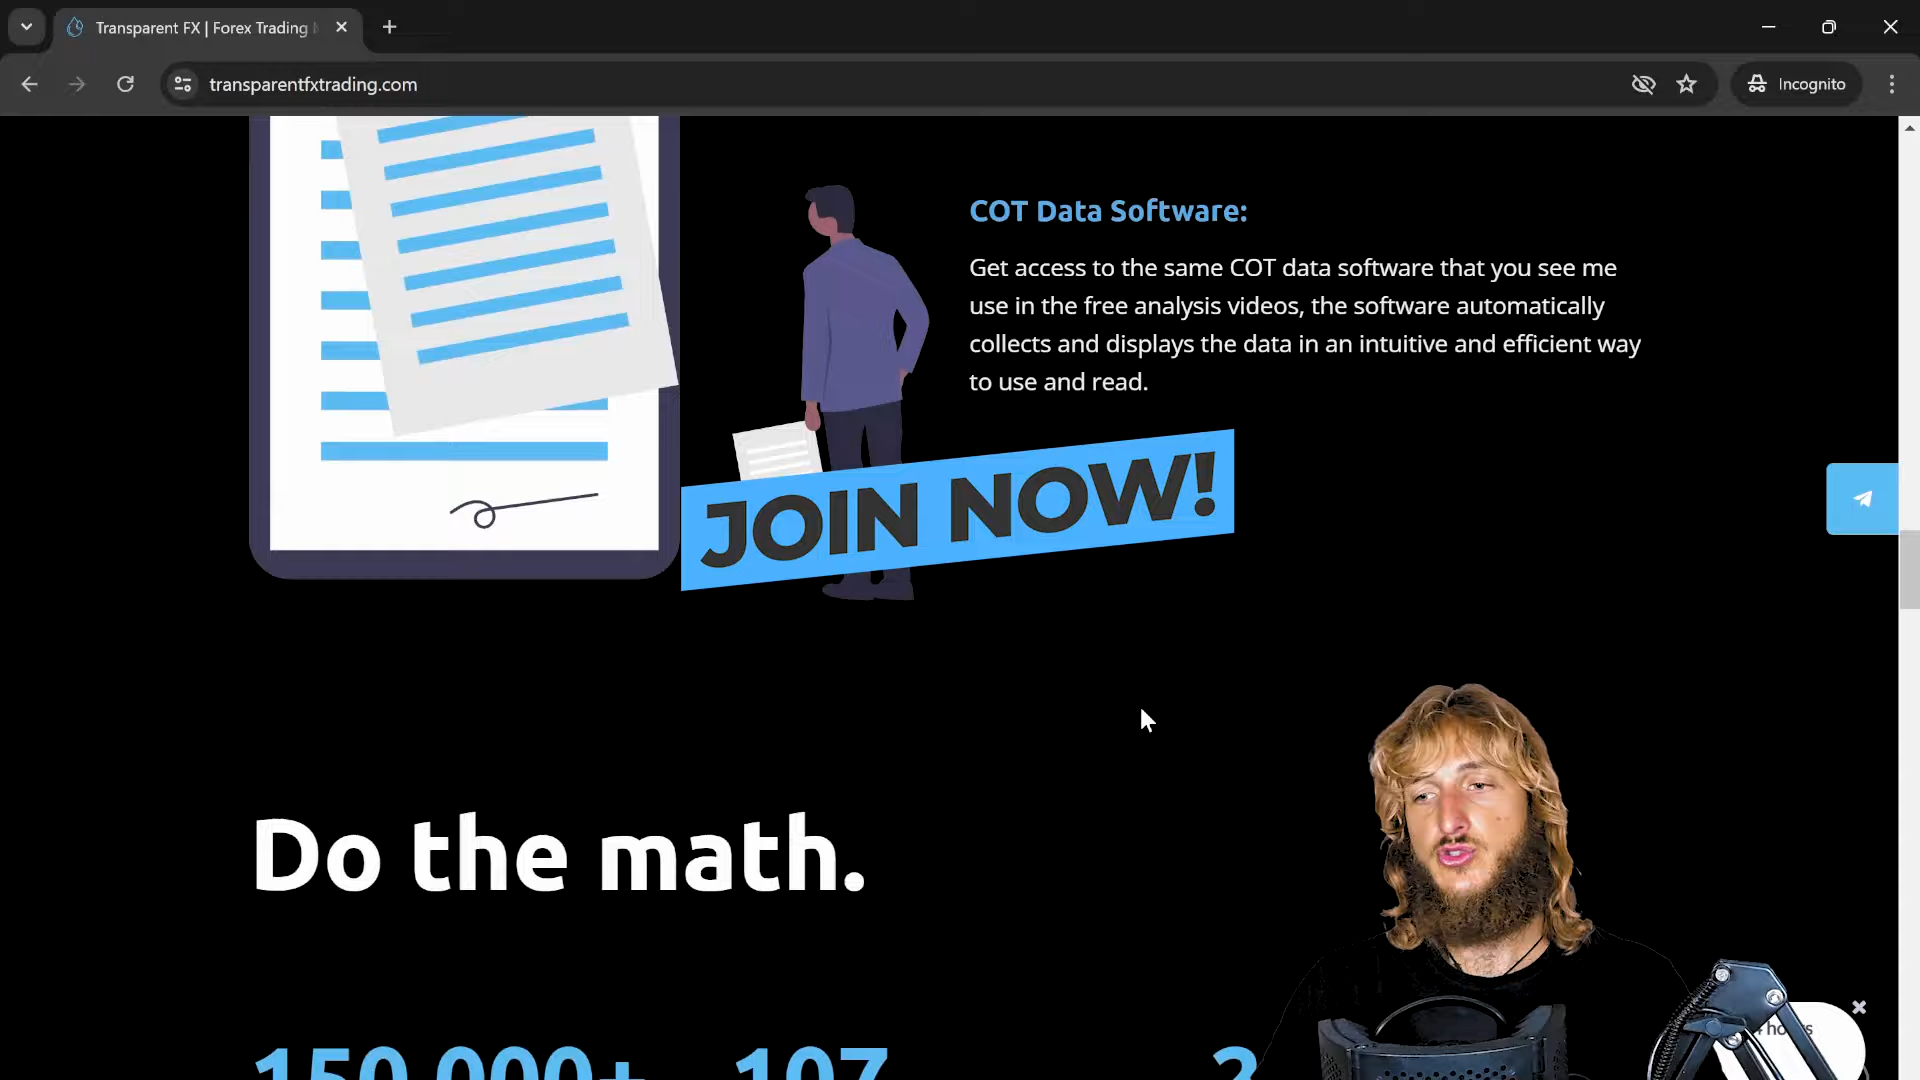 Transparent FX | Forex Trading
transparentfxtrading.com
Incognito
COT Data Software:
Get access to the same COT data software that you see me
use in the free analysis videos, the software automatically
collects and displays the data in an intuitive and efficient way
to use and read.
JOIN NOW!
Do the math.
150,000+ 107